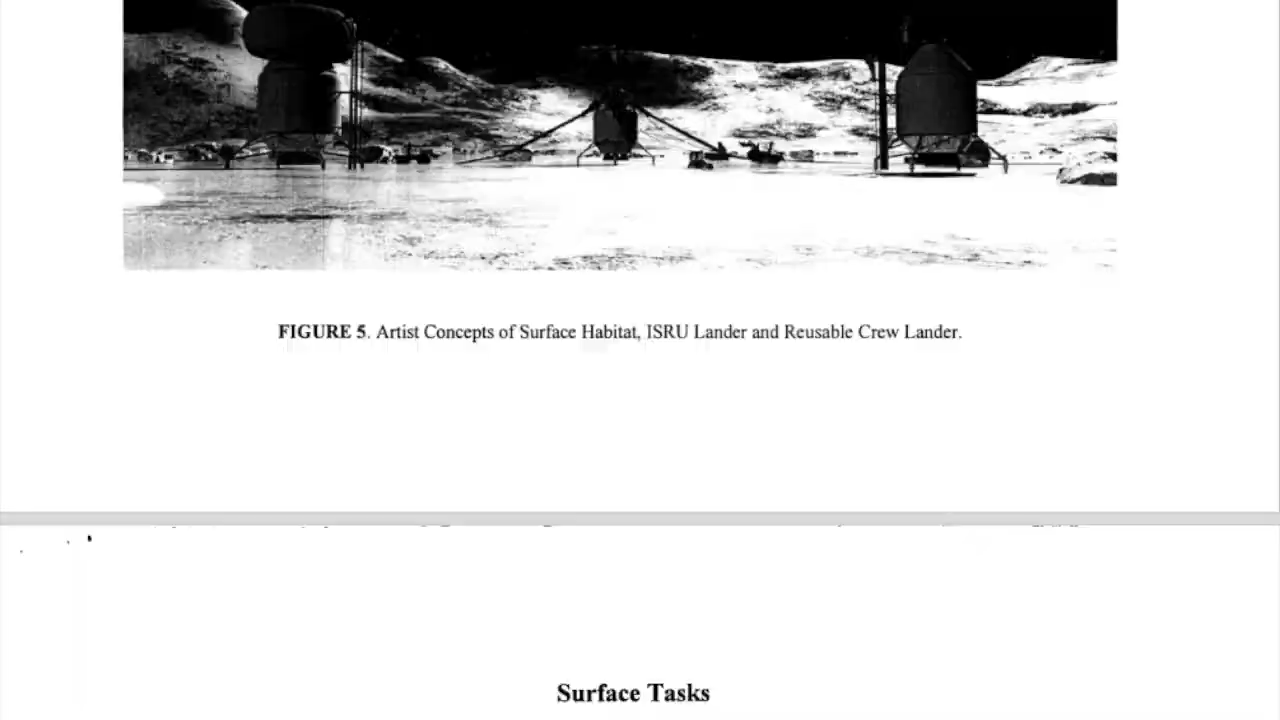 FIGURE 5. Artist Concepts of Surface Habitat, ISRU Lander and Reusable Crew Lander.
Surface Tasks